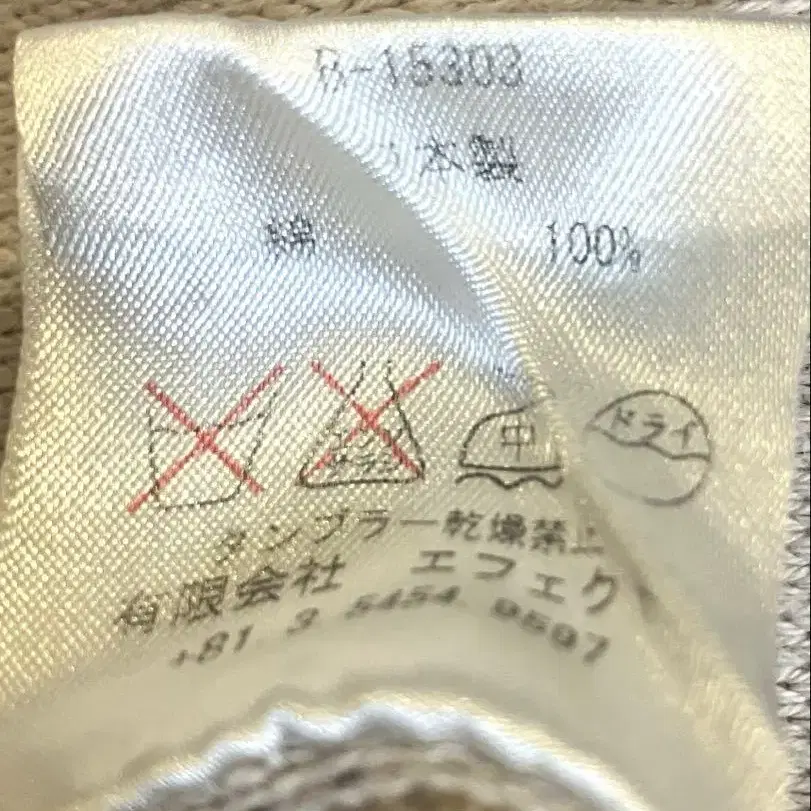 B-15303
本製
綿 100%
中 ドライ
タンブラー乾燥禁止
有限会社 エフェク
+81 3 5454 9597